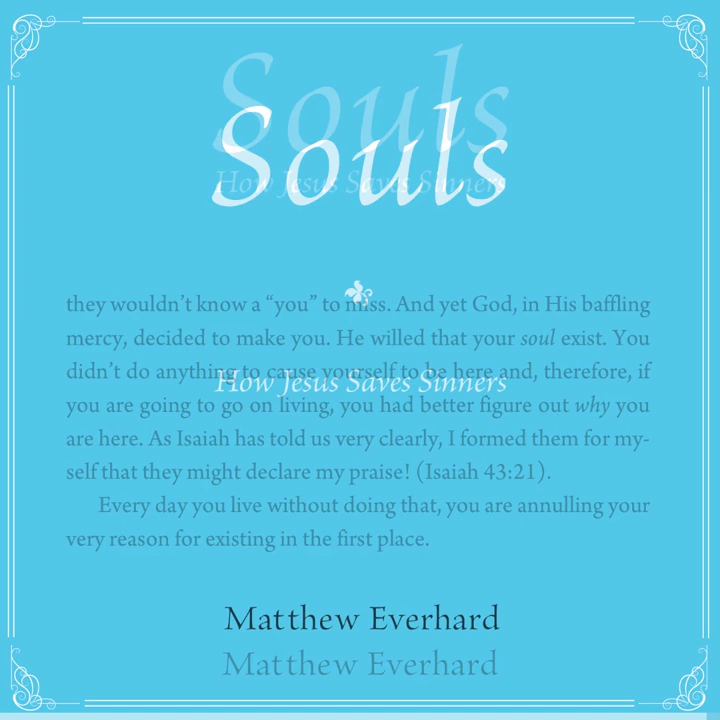 Souls
Souls
How Jesus Saves Sinners
they wouldn’t know a “you” to miss. And yet God, in His baffling
mercy, decided to make you. He willed that your soul exist. You
didn’t do anything to cause yourself to be here and, therefore, if
How Jesus Saves Sinners
you are going to go on living, you had better figure out why you
are here. As Isaiah has told us very clearly, I formed them for my-
self that they might declare my praise! (Isaiah 43:21).
Every day you live without doing that, you are annulling your
very reason for existing in the first place.
Matthew Everhard
Matthew Everhard